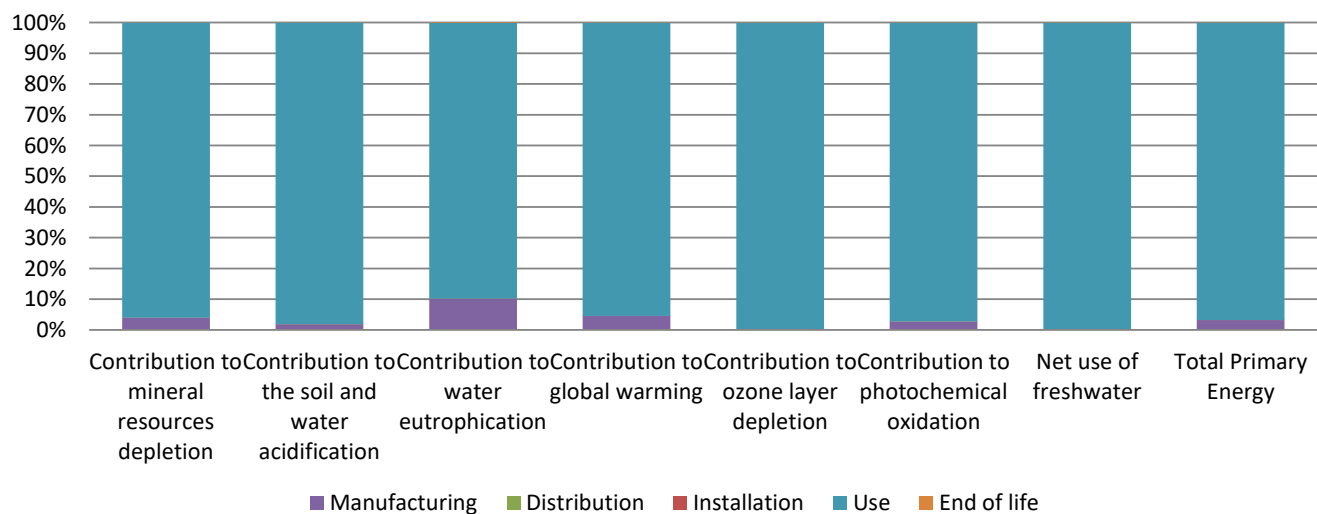 100%
90%
80%
70%
60%
50%
40%
30%
20%
10%
0%
Contribution to
mineral
resources
depletion
Contribution to
the soil and
water
acidification
Contribution to
water
eutrophication
Contribution to
global warming
Contribution to
ozone layer
depletion
Contribution to
photochemical
oxidation
Net use of
freshwater
Total Primary
Energy
Manufacturing
Distribution
Installation
Use
End of life